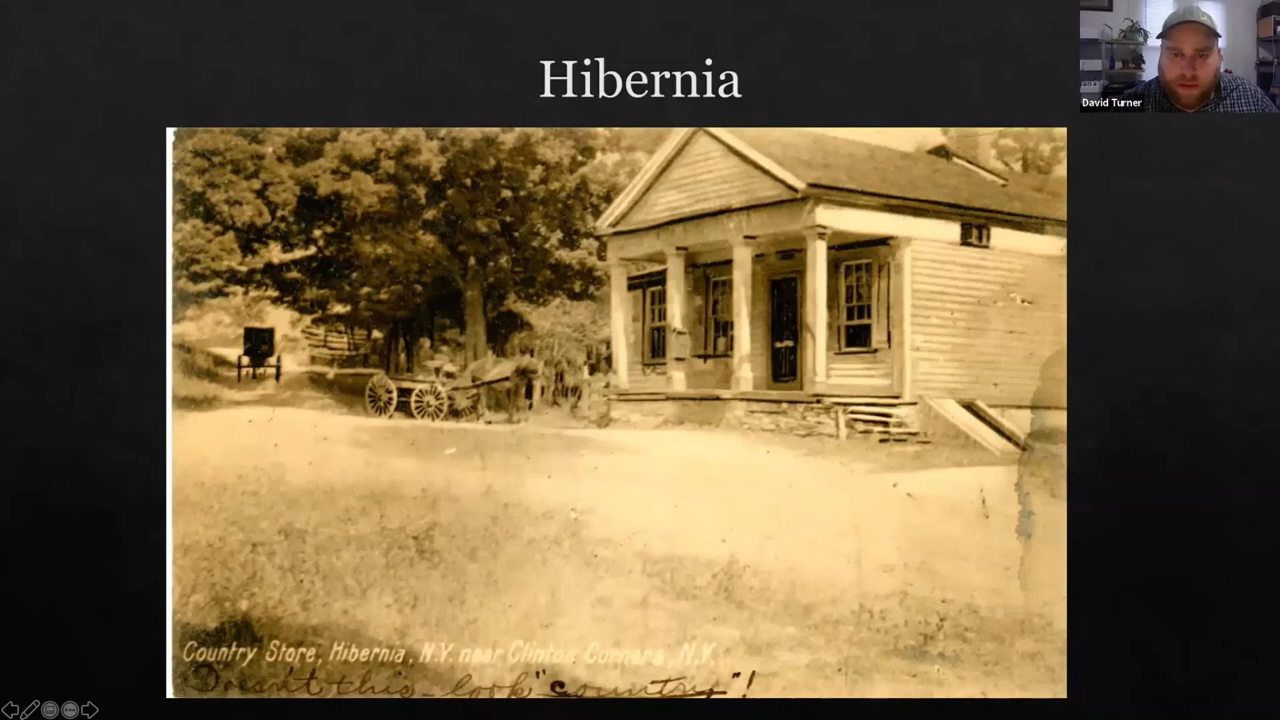 Hibernia
David Turner
Country Store, Hibernia, N.Y. near Clinton Corners, N.Y.
Doesn't this look "country"!